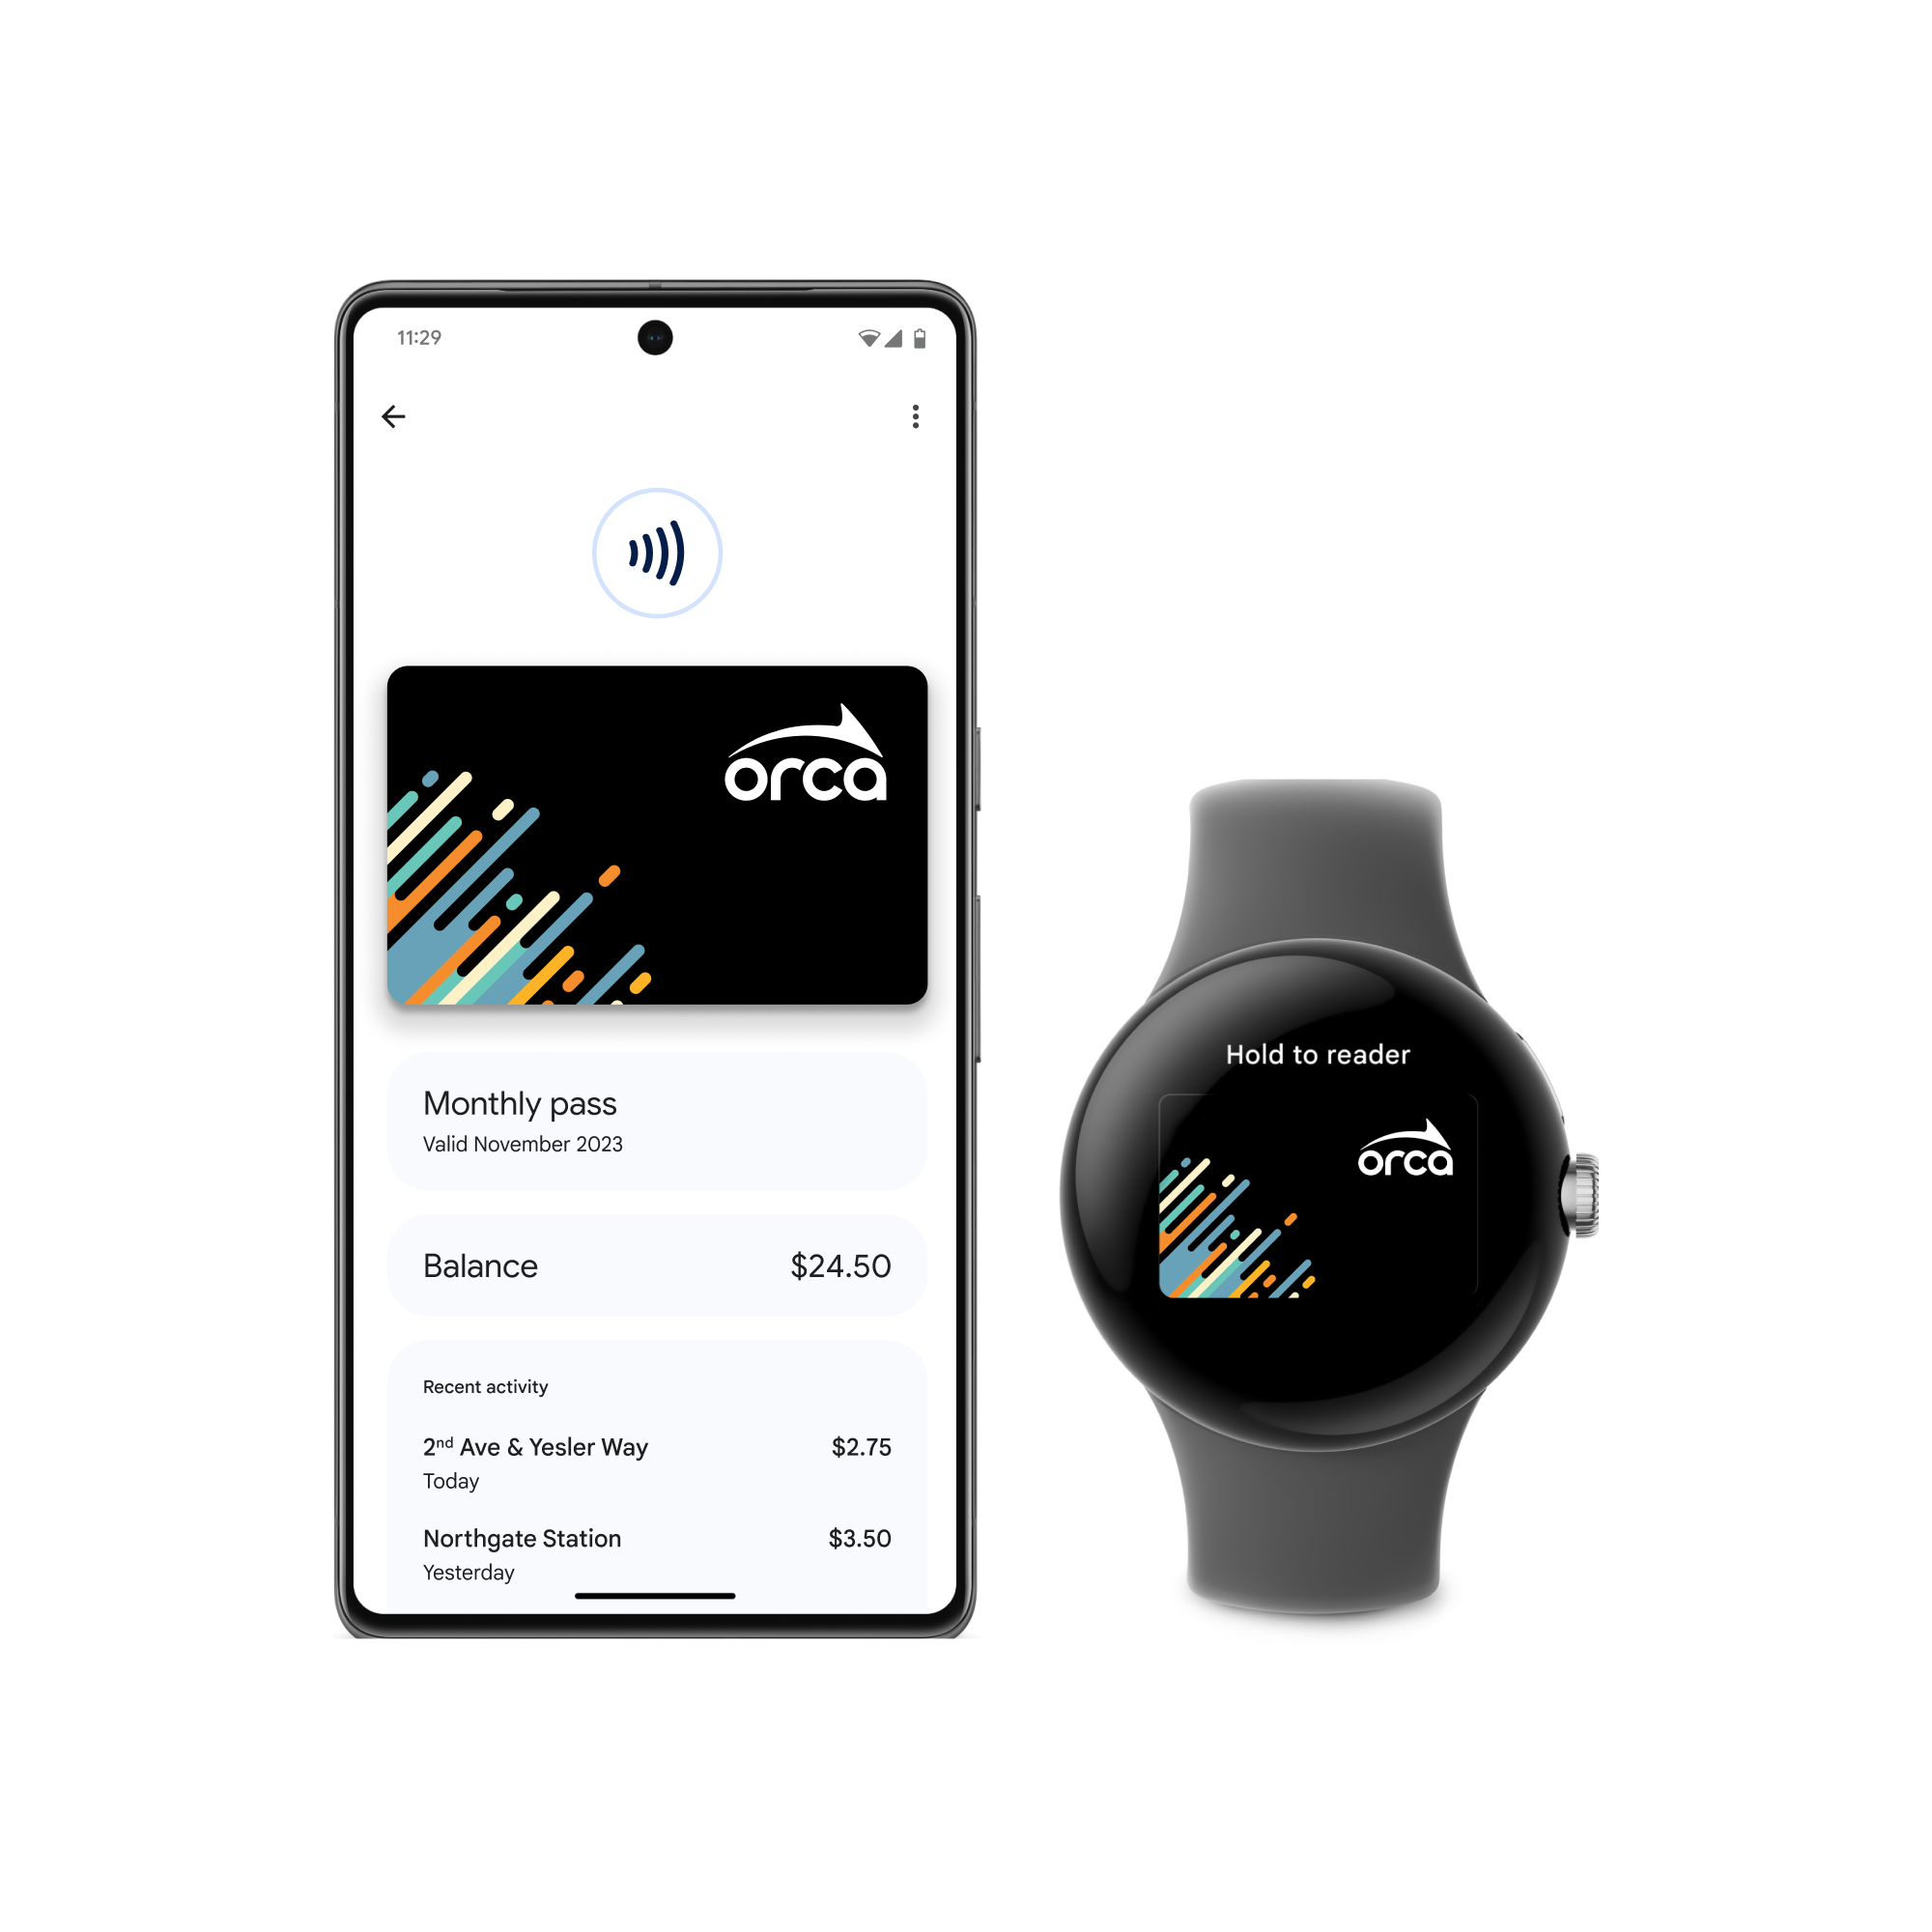 11:29
orca
Monthly pass
Valid November 2023
Balance $24.50
Recent activity
2nd Ave & Yesler Way $2.75
Today
Northgate Station $3.50
Yesterday
Hold to reader
orca